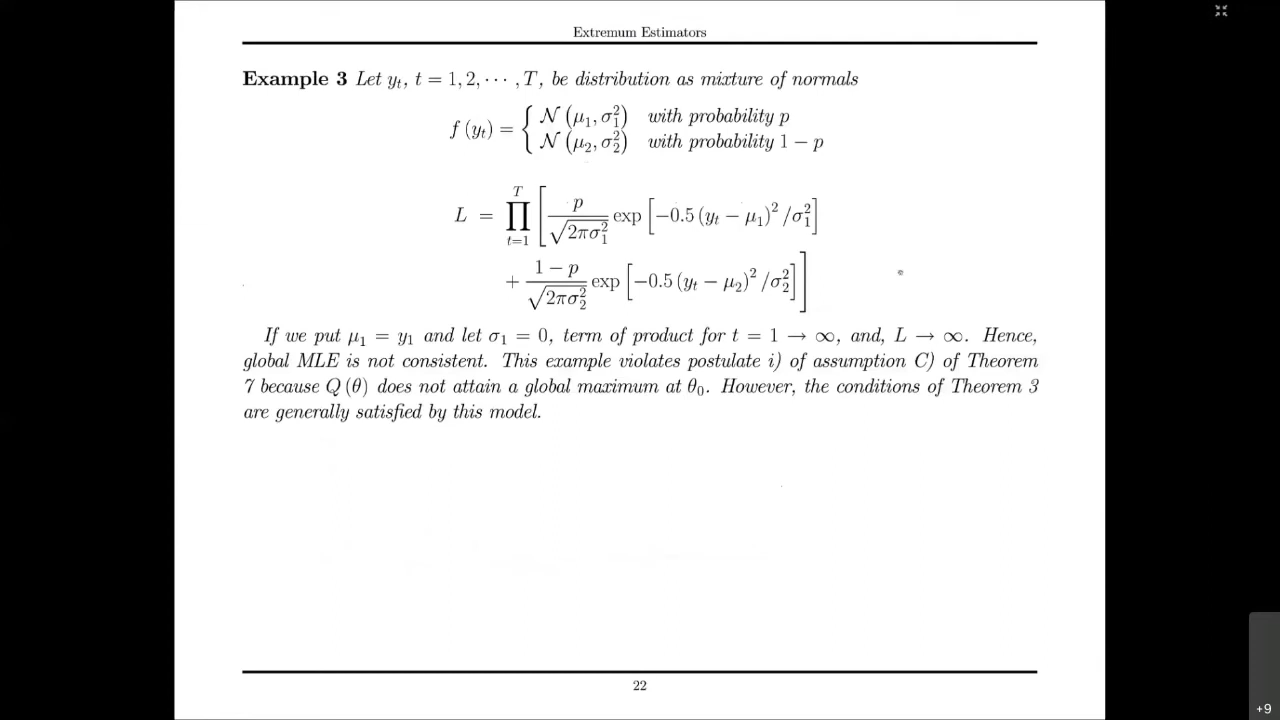 Extremum Estimators
Example 3 Let y_t, t = 1, 2, ⋯ , T, be distribution as mixture of normals
f (y_t) = { 𝒩 (μ_1, σ_1^2) with probability p
𝒩 (μ_2, σ_2^2) with probability 1 − p
L = ∏_{t=1}^{T} [ p / √(2πσ_1^2) exp [ −0.5 (y_t − μ_1)^2 / σ_1^2 ]
+ (1 − p) / √(2πσ_2^2) exp [ −0.5 (y_t − μ_2)^2 / σ_2^2 ] ]
If we put μ_1 = y_1 and let σ_1 = 0, term of product for t = 1 → ∞, and, L → ∞. Hence,
global MLE is not consistent. This example violates postulate i) of assumption C) of Theorem
7 because Q (θ) does not attain a global maximum at θ_0. However, the conditions of Theorem 3
are generally satisfied by this model.
22
+9